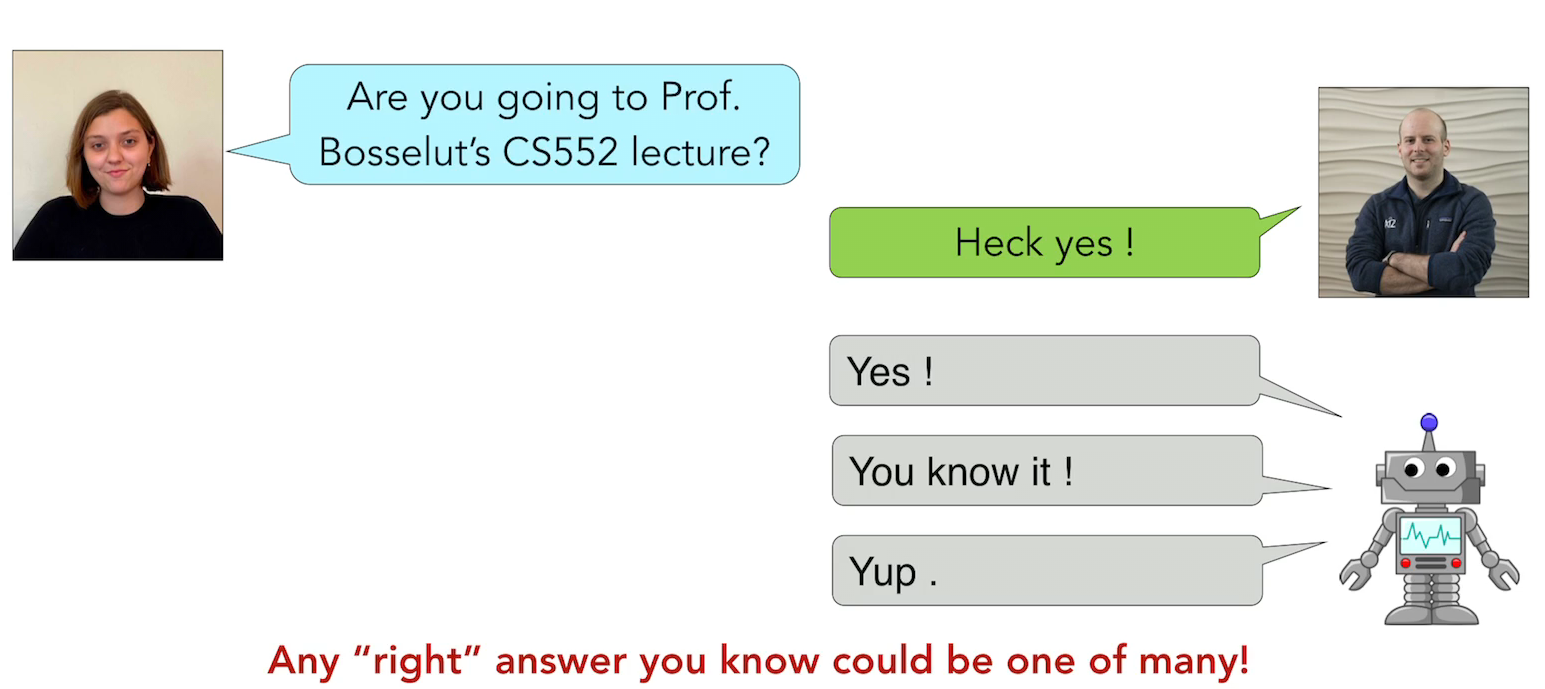 Are you going to Prof.
Bosselut’s CS552 lecture?
Heck yes !
Yes !
You know it !
Yup .
Any “right” answer you know could be one of many!